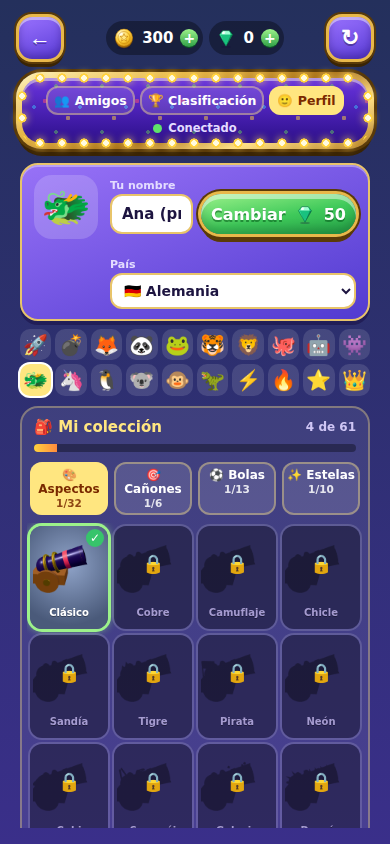 ← 300 + 0 + ↻
Amigos Clasificación Perfil
Conectado
Tu nombre
Ana (pr Cambiar 50
País
Alemania
Mi colección 4 de 61
Aspectos 1/32
Cañones 1/6
Bolas 1/13
Estelas 1/10
Clásico Cobre Camuflaje Chicle
Sandía Tigre Pirata Neón